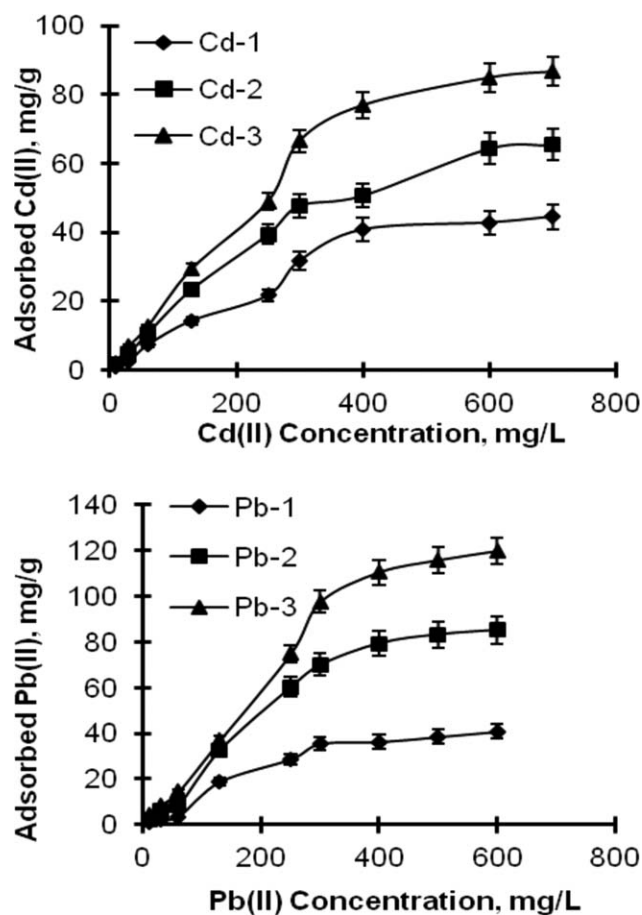 100
80
60
40
20
0
Adsorbed Cd(II), mg/g
Cd-1
Cd-2
Cd-3
0 200 400 600 800
Cd(II) Concentration, mg/L
140
120
100
80
60
40
20
0
Adsorbed Pb(II), mg/g
Pb-1
Pb-2
Pb-3
0 200 400 600 800
Pb(II) Concentration, mg/L